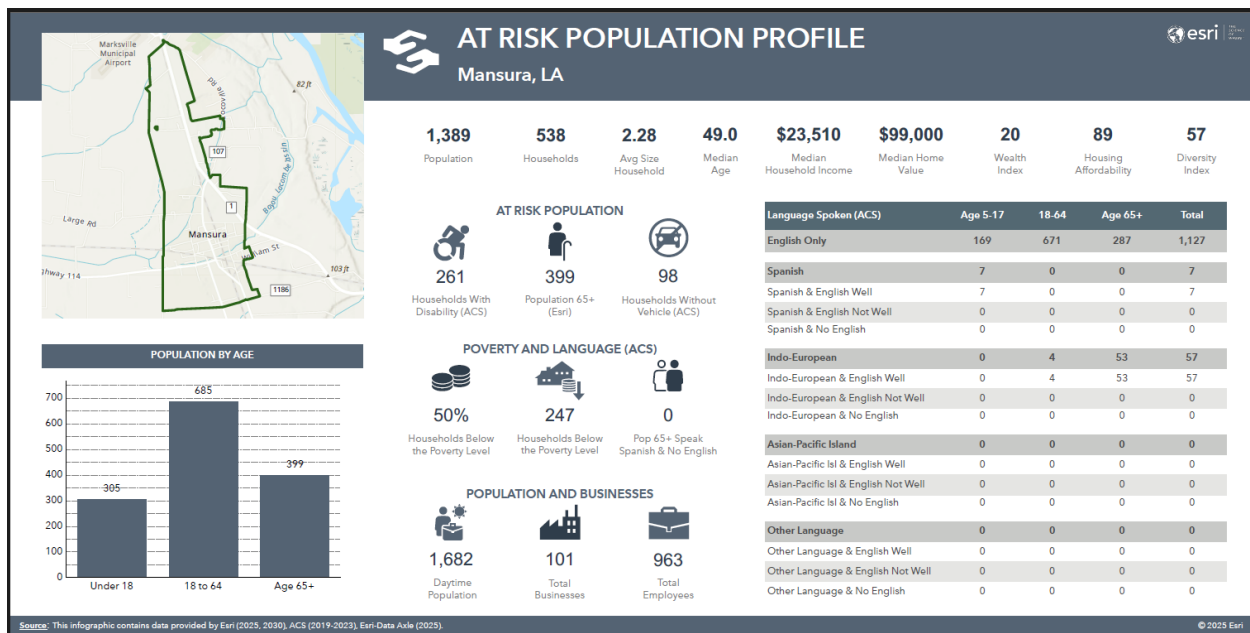 AT RISK POPULATION PROFILE
Mansura, LA
esri
Marksville
Municipal
Airport
82 ft
107
1
Large Rd
Mansura
Highway 114
103 ft
1186
1,389
Population
538
Households
2.28
Avg Size
Household
49.0
Median
Age
$23,510
Median
Household Income
$99,000
Median Home
Value
20
Wealth
Index
89
Housing
Affordability
57
Diversity
Index
POPULATION BY AGE
700
600
500
400
300
200
100
0
305
685
399
Under 18 18 to 64 Age 65+
AT RISK POPULATION
261
Households With
Disability (ACS)
399
Population 65+
(Esri)
98
Households Without
Vehicle (ACS)
POVERTY AND LANGUAGE (ACS)
50%
Households Below
the Poverty Level
247
Households Below
the Poverty Level
0
Pop 65+ Speak
Spanish & No English
POPULATION AND BUSINESSES
1,682
Daytime
Population
101
Total
Businesses
963
Total
Employees
Language Spoken (ACS) Age 5-17 18-64 Age 65+ Total
English Only 169 671 287 1,127
Spanish 7 0 0 7
Spanish & English Well 7 0 0 7
Spanish & English Not Well 0 0 0 0
Spanish & No English 0 0 0 0
Indo-European 0 4 53 57
Indo-European & English Well 0 4 53 57
Indo-European & English Not Well 0 0 0 0
Indo-European & No English 0 0 0 0
Asian-Pacific Island 0 0 0 0
Asian-Pacific Isl & English Well 0 0 0 0
Asian-Pacific Isl & English Not Well 0 0 0 0
Asian-Pacific Isl & No English 0 0 0 0
Other Language 0 0 0 0
Other Language & English Well 0 0 0 0
Other Language & English Not Well 0 0 0 0
Other Language & No English 0 0 0 0
Source: This infographic contains data provided by Esri (2025, 2030), ACS (2019-2023), Esri-Data Axle (2025).
© 2025 Esri